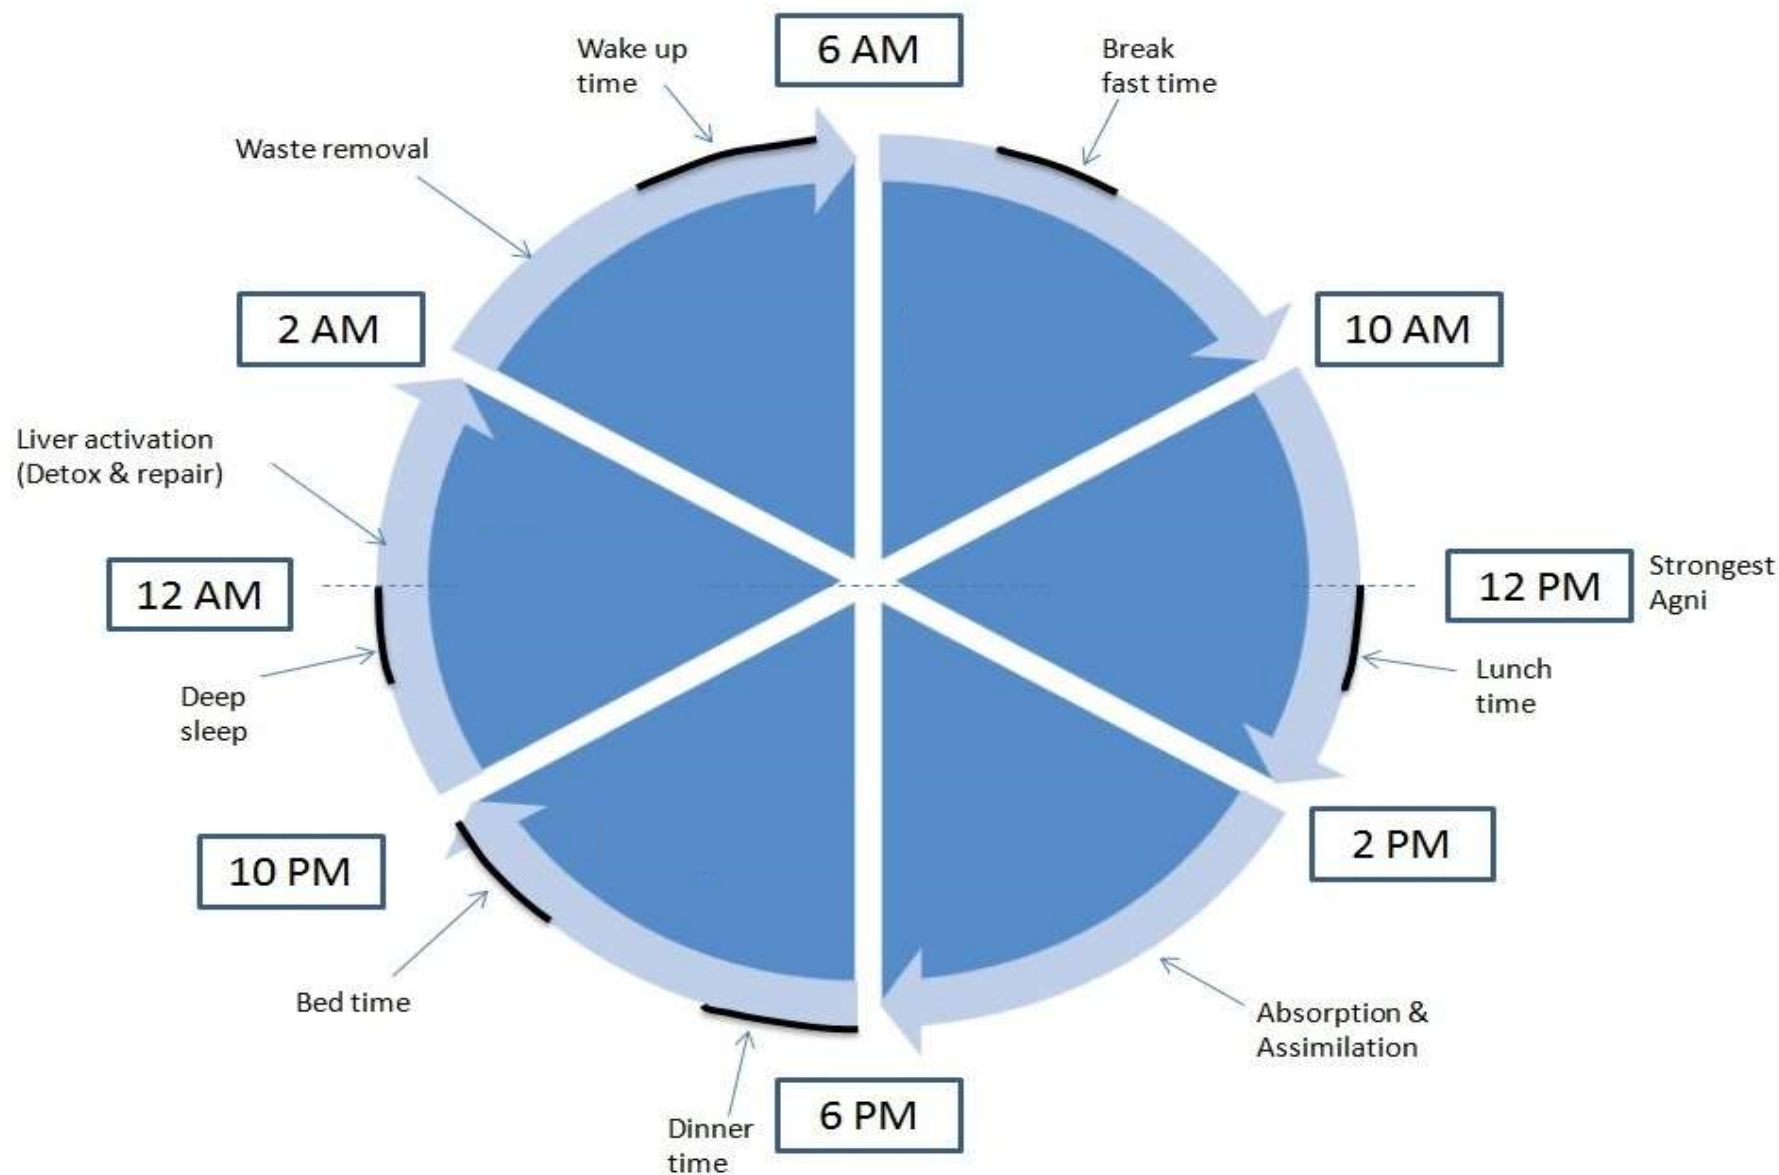 6 AM
Wake up
time
Break
fast time
Waste removal
2 AM
10 AM
Liver activation
(Detox & repair)
12 AM
12 PM
Strongest
Agni
Deep
sleep
Lunch
time
10 PM
2 PM
Bed time
Absorption &
Assimilation
Dinner
time
6 PM